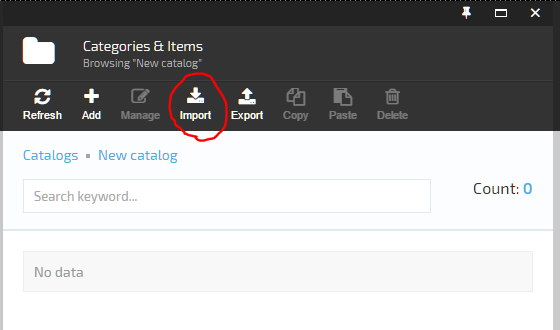 Categories & Items
Browsing "New catalog"
Refresh Add Manage Import Export Copy Paste Delete
Catalogs ▪ New catalog
Search keyword... Count: 0
No data